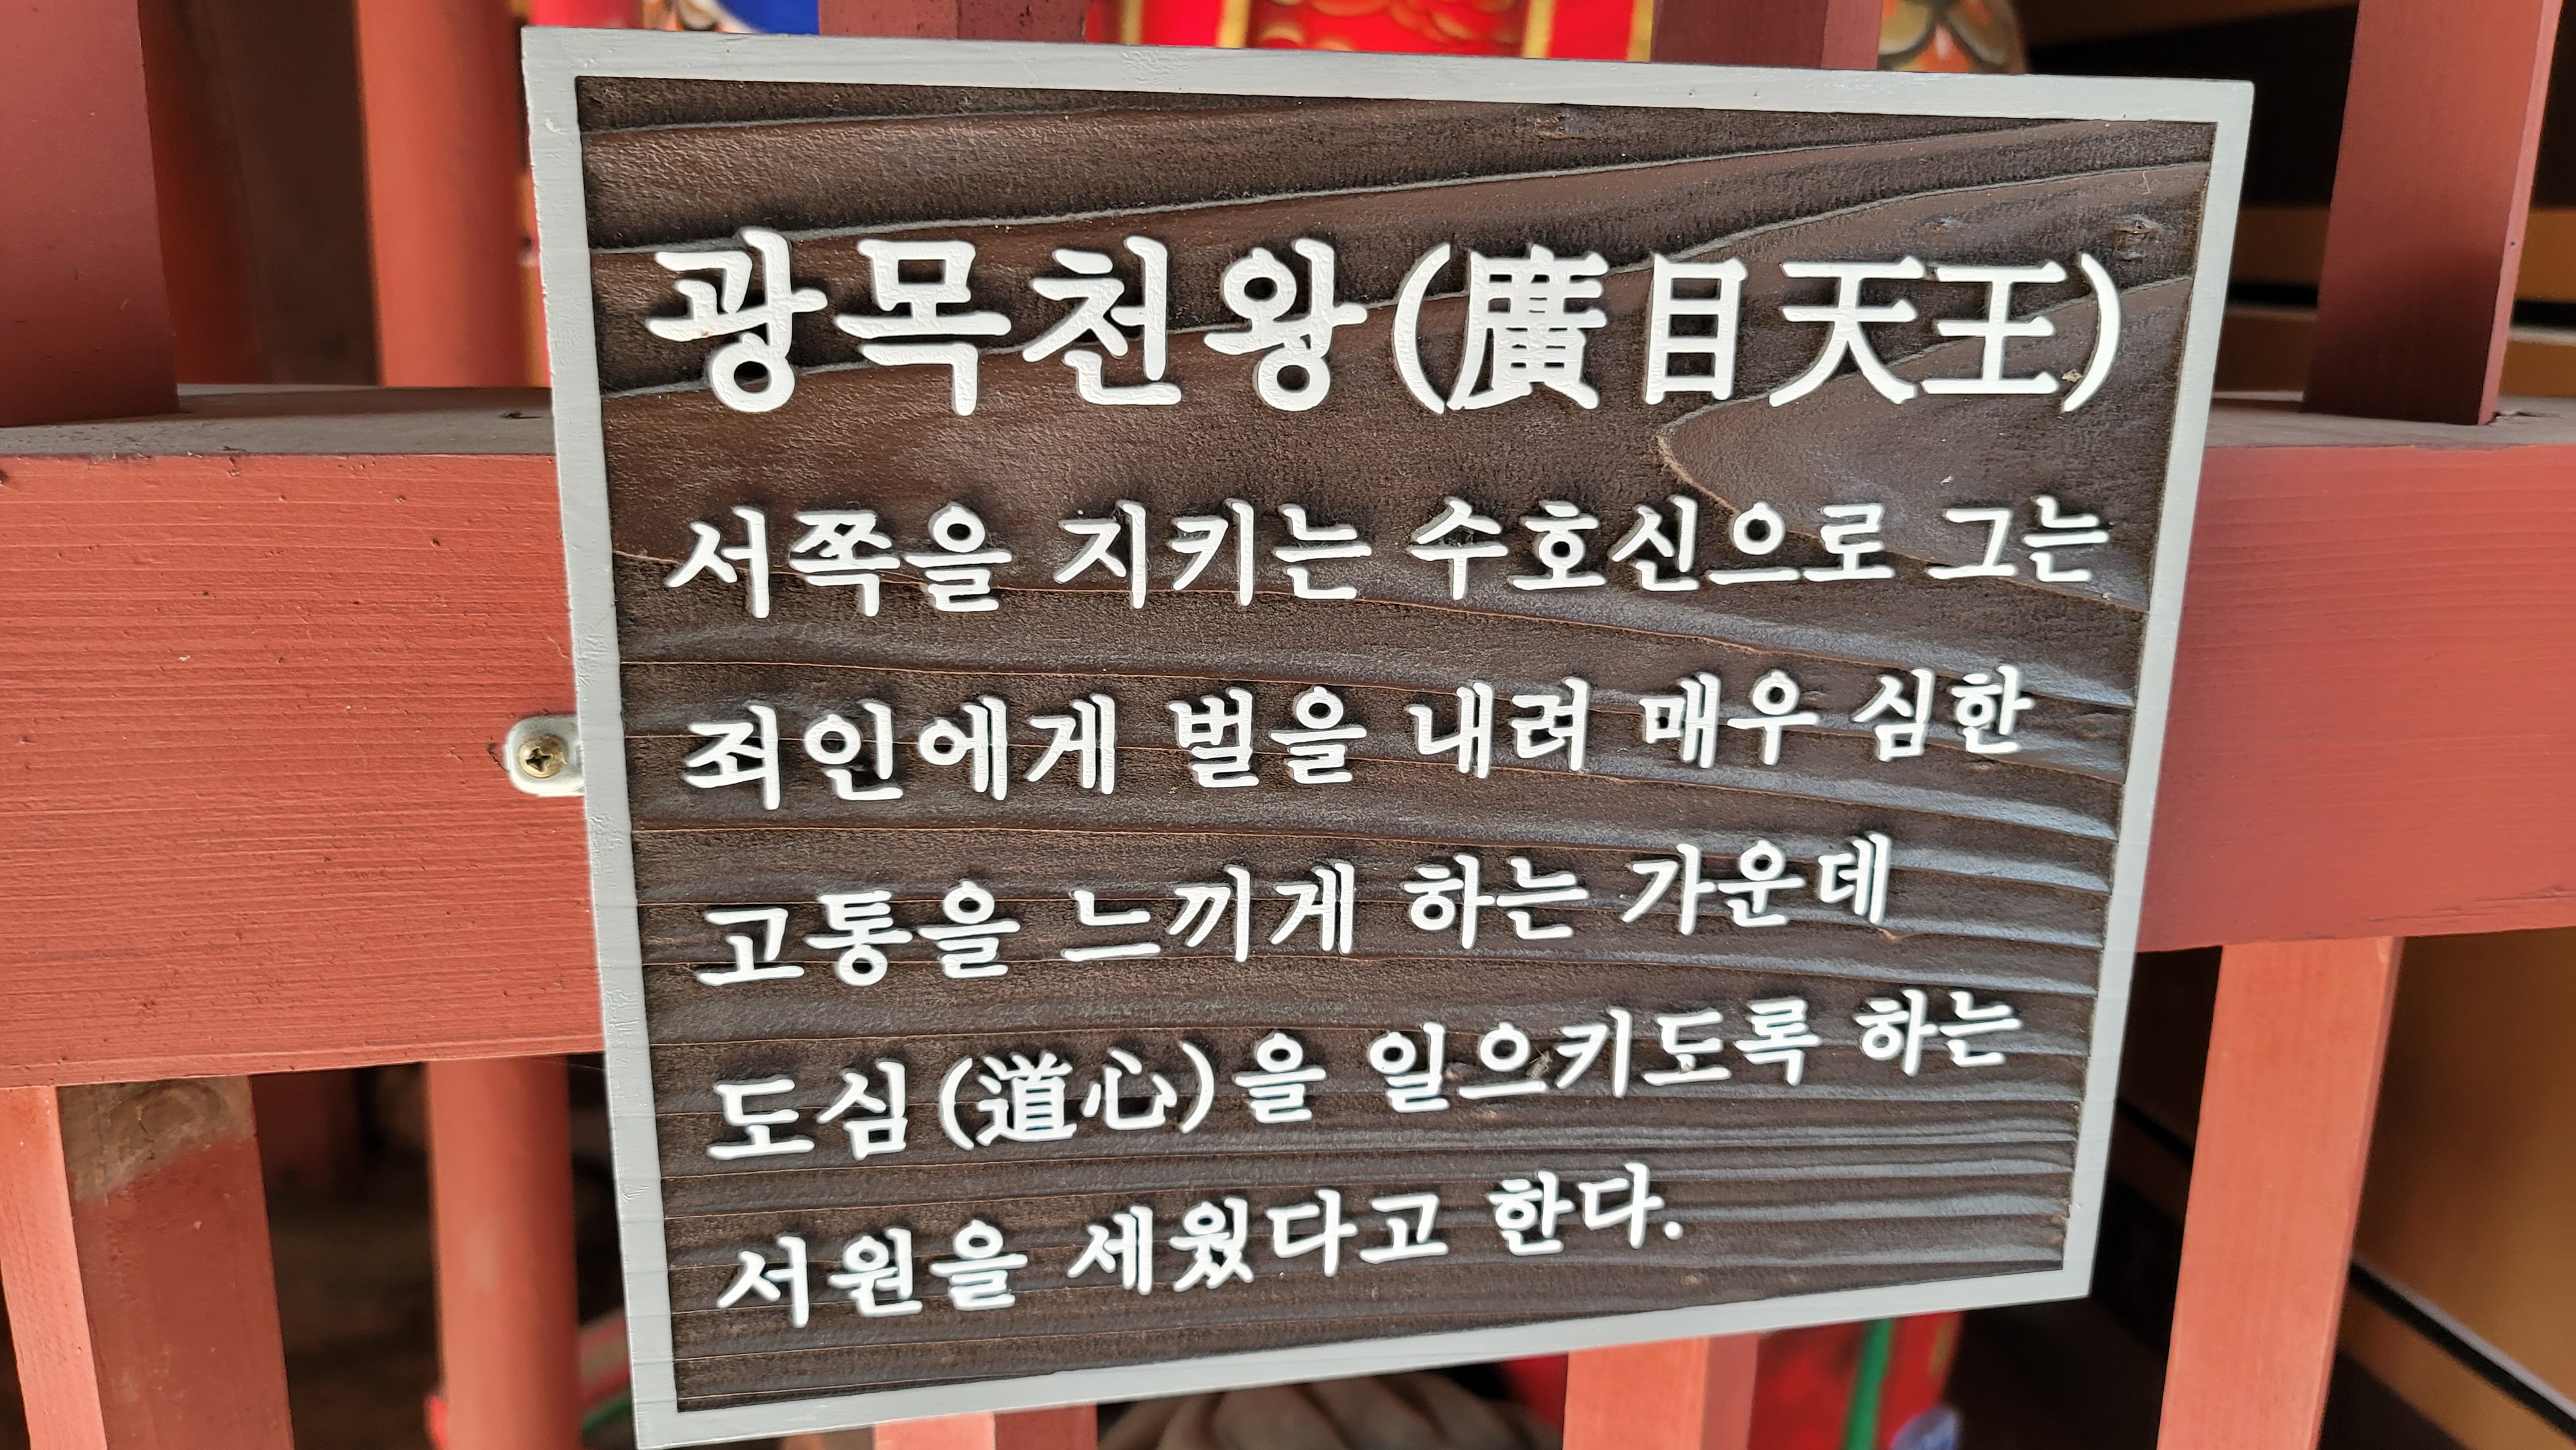 광목천왕(廣目天王)
서쪽을 지키는 수호신으로 그는
죄인에게 벌을 내려 매우 심한
고통을 느끼게 하는 가운데
도심(道心)을 일으키도록 하는
서원을 세웠다고 한다.